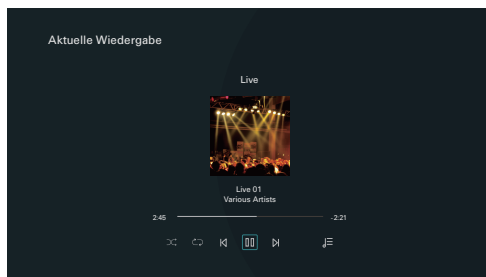 Aktuelle Wiedergabe
Live
Live 01
Various Artists
2:45
-2:21